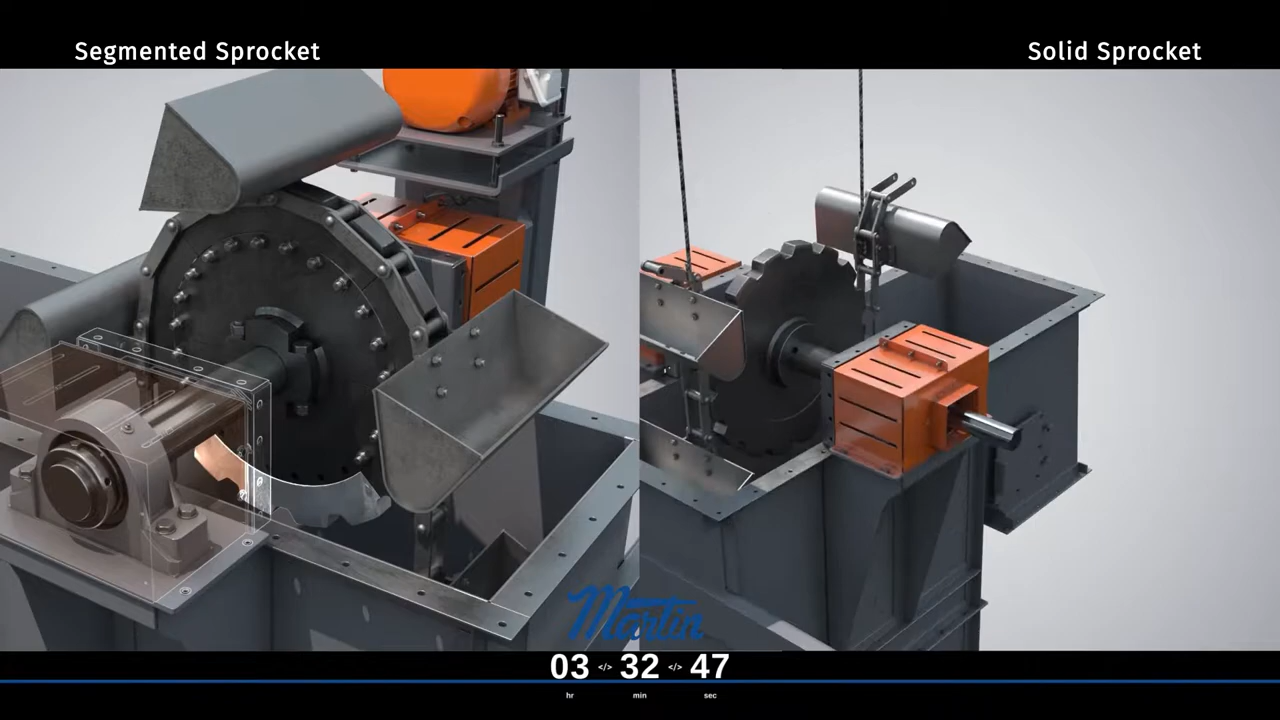 Segmented Sprocket
Solid Sprocket
Martin
03 </> 32 </> 47
hr min sec